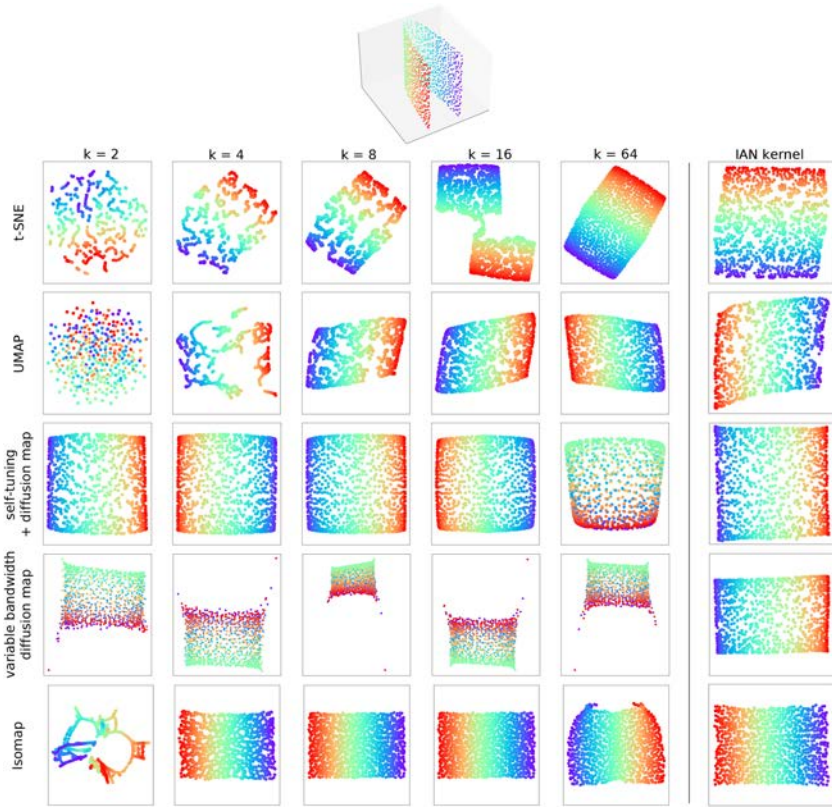 k = 2 k = 4 k = 8 k = 16 k = 64 IAN kernel
t-SNE
UMAP
self-tuning
+ diffusion map
variable bandwidth
diffusion map
Isomap